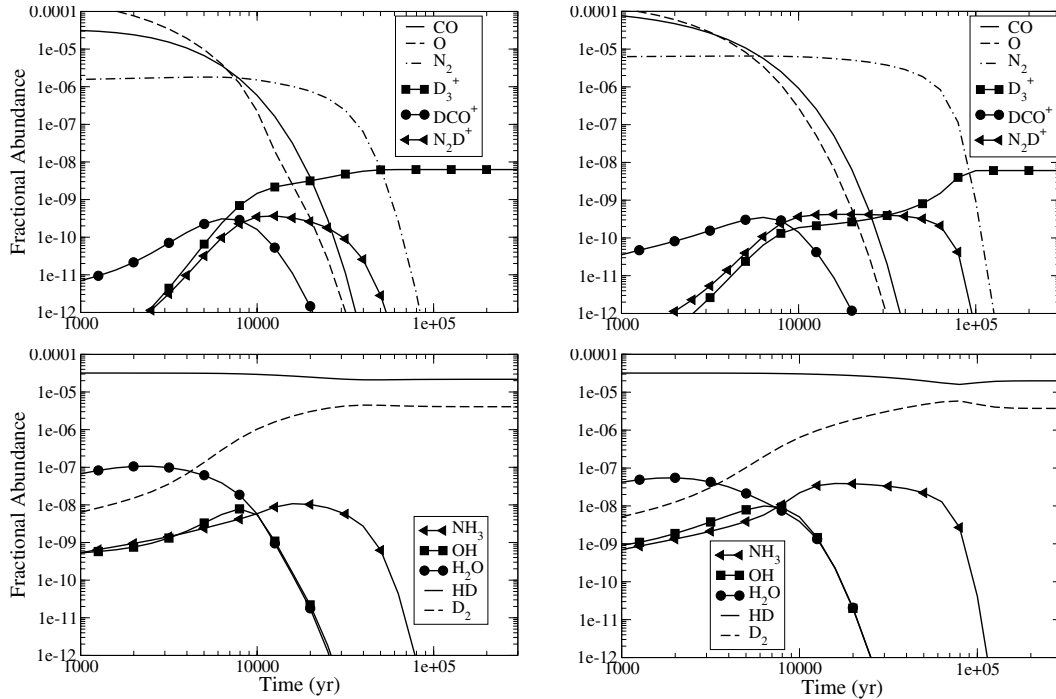 0.0001
1e-05
1e-06
1e-07
1e-08
1e-09
1e-10
1e-11
1e-12
Fractional Abundance
1000
10000
1e+05
CO
O
N₂
D₃⁺
DCO⁺
N₂D⁺
0.0001
1e-05
1e-06
1e-07
1e-08
1e-09
1e-10
1e-11
1e-12
1000
10000
1e+05
CO
O
N₂
D₃⁺
DCO⁺
N₂D⁺
0.0001
1e-05
1e-06
1e-07
1e-08
1e-09
1e-10
1e-11
1e-12
Fractional Abundance
1000
10000
1e+05
Time (yr)
NH₃
OH
H₂O
HD
D₂
0.0001
1e-05
1e-06
1e-07
1e-08
1e-09
1e-10
1e-11
1e-12
1000
10000
1e+05
Time (yr)
NH₃
OH
H₂O
HD
D₂